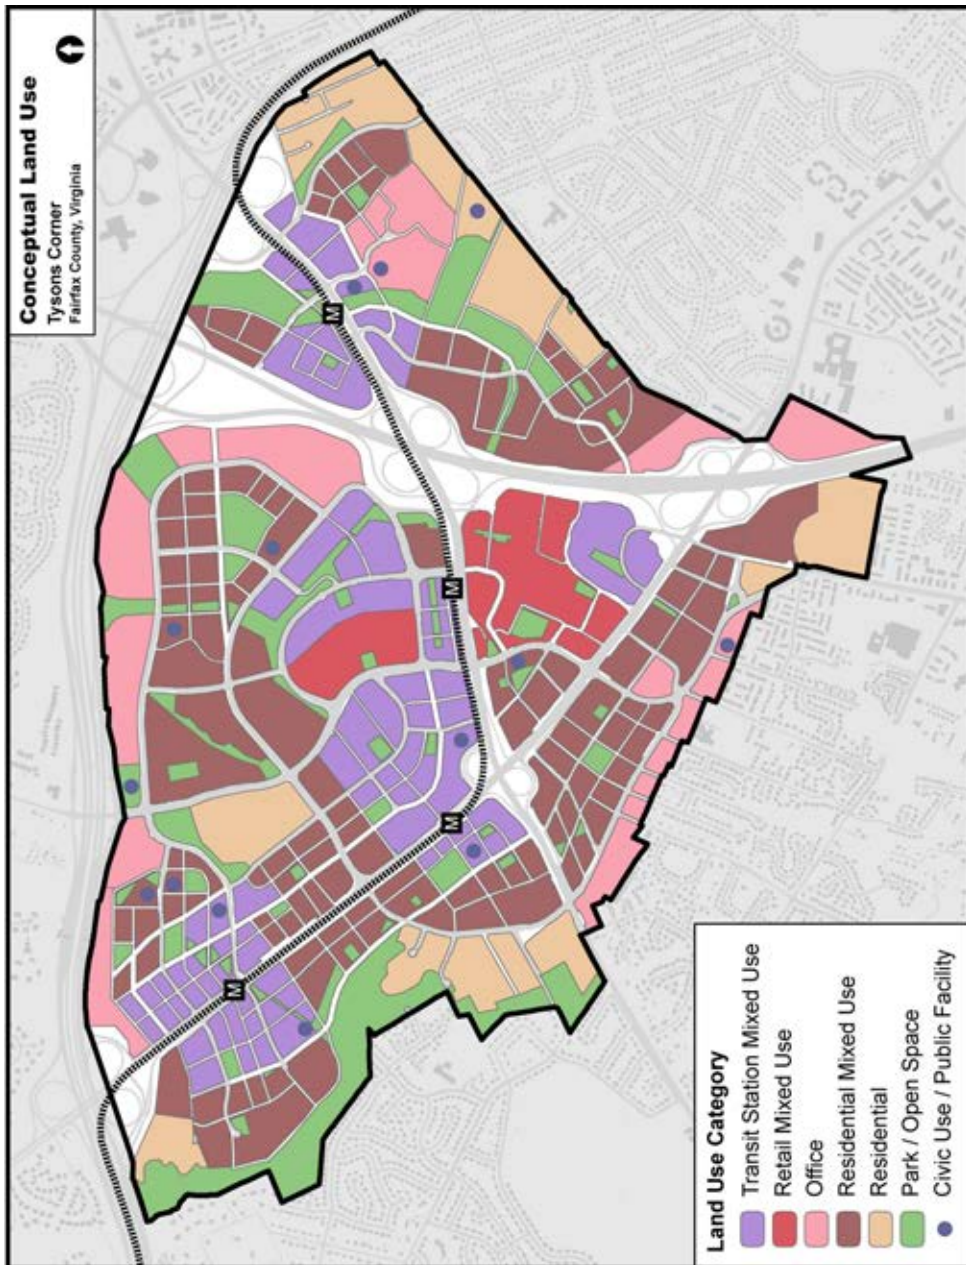 Conceptual Land Use
Tysons Corner
Fairfax County, Virginia
M
M
M
M
Land Use Category
Transit Station Mixed Use
Retail Mixed Use
Office
Residential Mixed Use
Residential
Park / Open Space
Civic Use / Public Facility